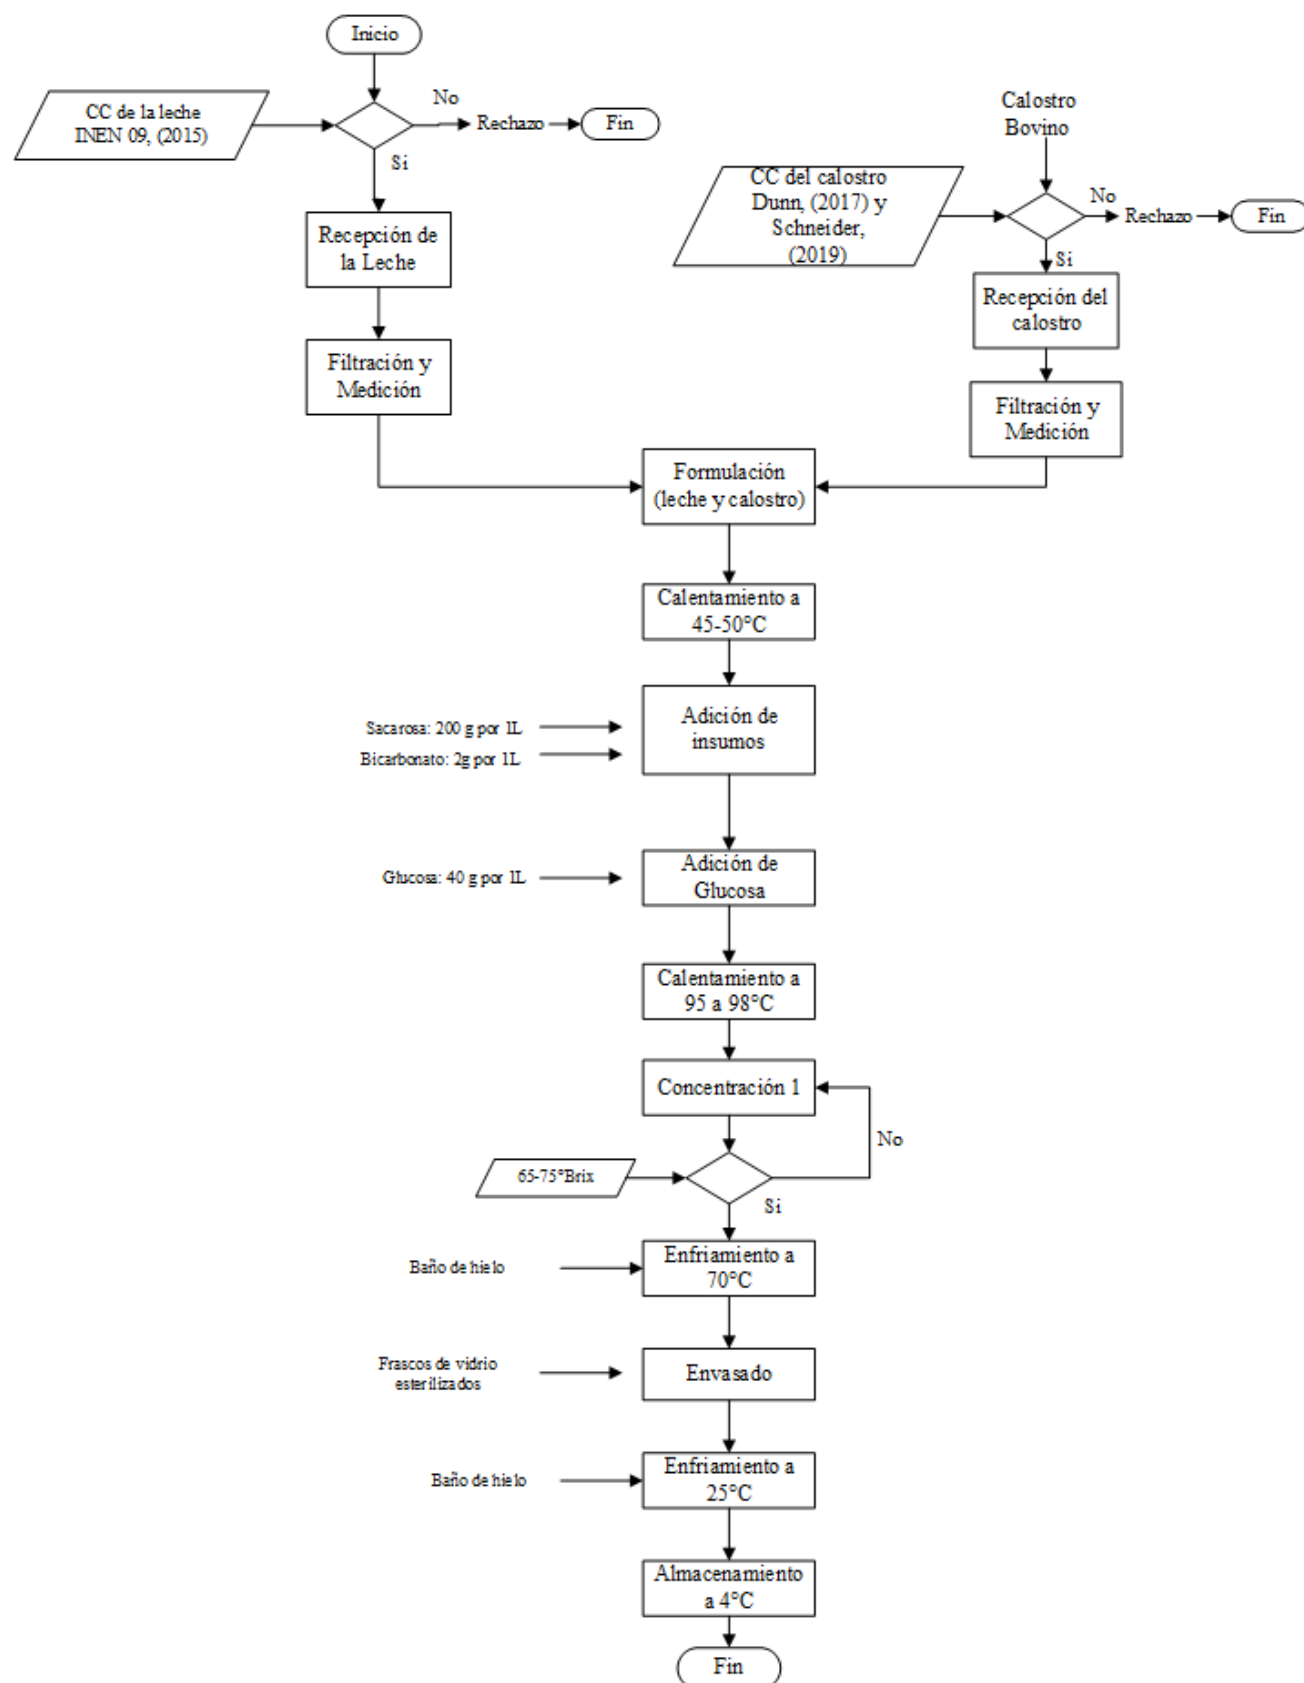 Inicio
CC de la leche
INEN 09, (2015)
No
Rechazo
Fin
Si
Recepción de
la Leche
Filtración y
Medición
Calostro
Bovino
CC del calostro
Dunn, (2017) y
Schneider,
(2019)
No
Rechazo
Fin
Si
Recepción del
calostro
Filtración y
Medición
Formulación
(leche y calostro)
Calentamiento a
45-50°C
Sacarosa: 200 g por 1L
Bicarbonato: 2g por 1L
Adición de
insumos
Glucosa: 40 g por 1L
Adición de
Glucosa
Calentamiento a
95 a 98°C
Concentración 1
No
65-75°Brix
Si
Baño de hielo
Enfriamiento a
70°C
Frascos de vidrio
esterilizados
Envasado
Baño de hielo
Enfriamiento a
25°C
Almacenamiento
a 4°C
Fin